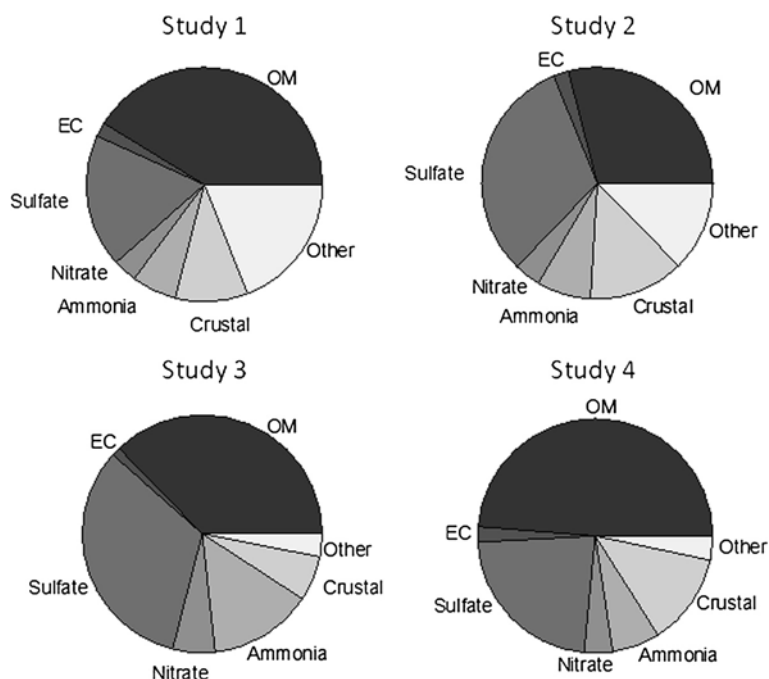 Study 1
OM
EC
Sulfate
Nitrate
Ammonia
Crustal
Other
Study 2
EC
OM
Sulfate
Nitrate
Ammonia
Crustal
Other
Study 3
EC
OM
Sulfate
Nitrate
Ammonia
Crustal
Other
Study 4
OM
EC
Sulfate
Nitrate
Ammonia
Crustal
Other